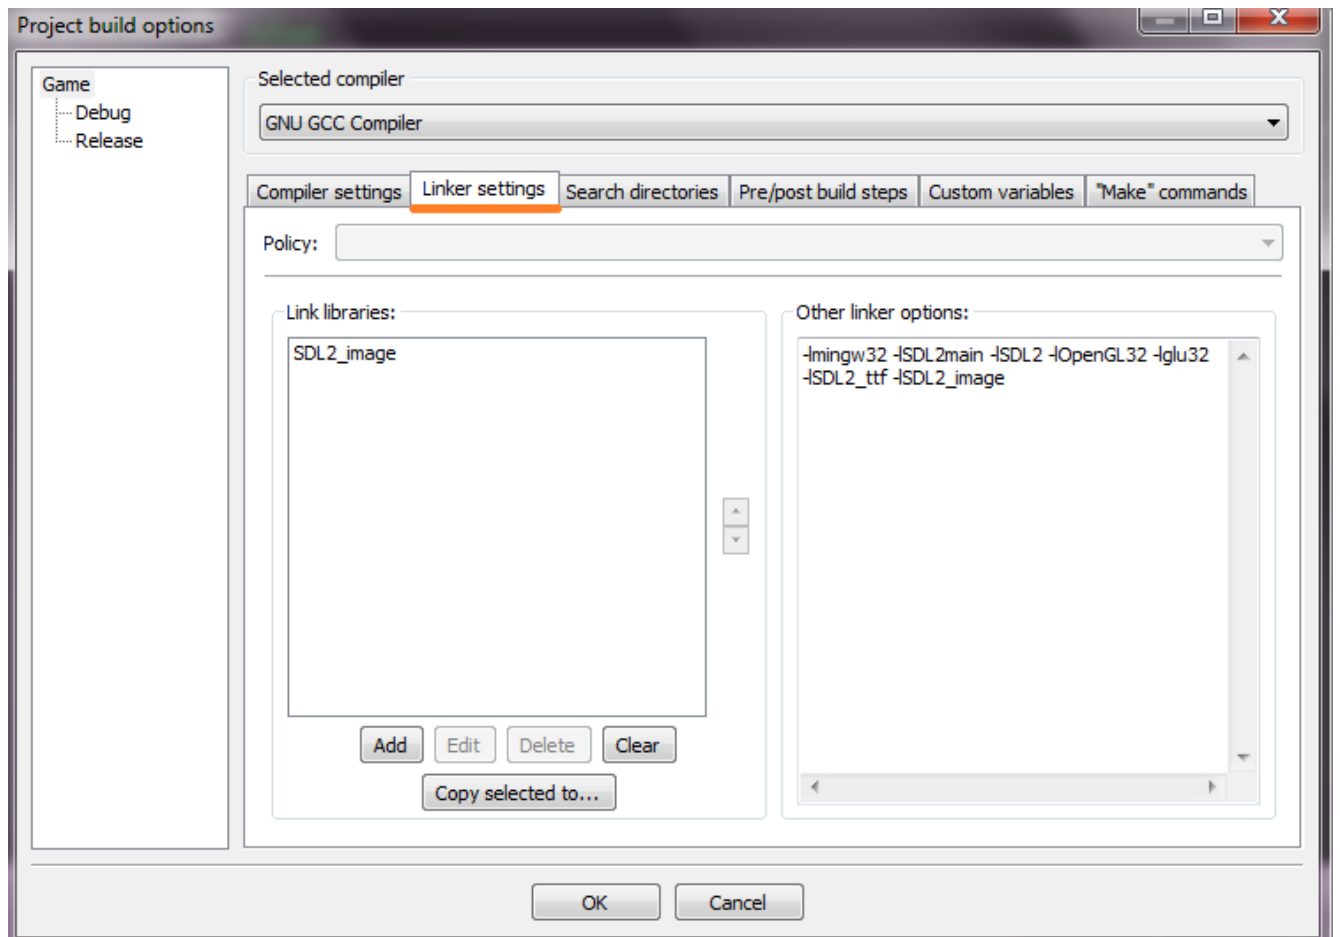 Project build options
Game
Debug
Release
Selected compiler
GNU GCC Compiler
Compiler settings
Linker settings
Search directories
Pre/post build steps
Custom variables
"Make" commands
Policy:
Link libraries:
SDL2_image
Add
Edit
Delete
Clear
Copy selected to...
Other linker options:
-lmingw32 -lSDL2main -lSDL2 -lOpenGL32 -lglu32
-lSDL2_ttf -lSDL2_image
OK
Cancel